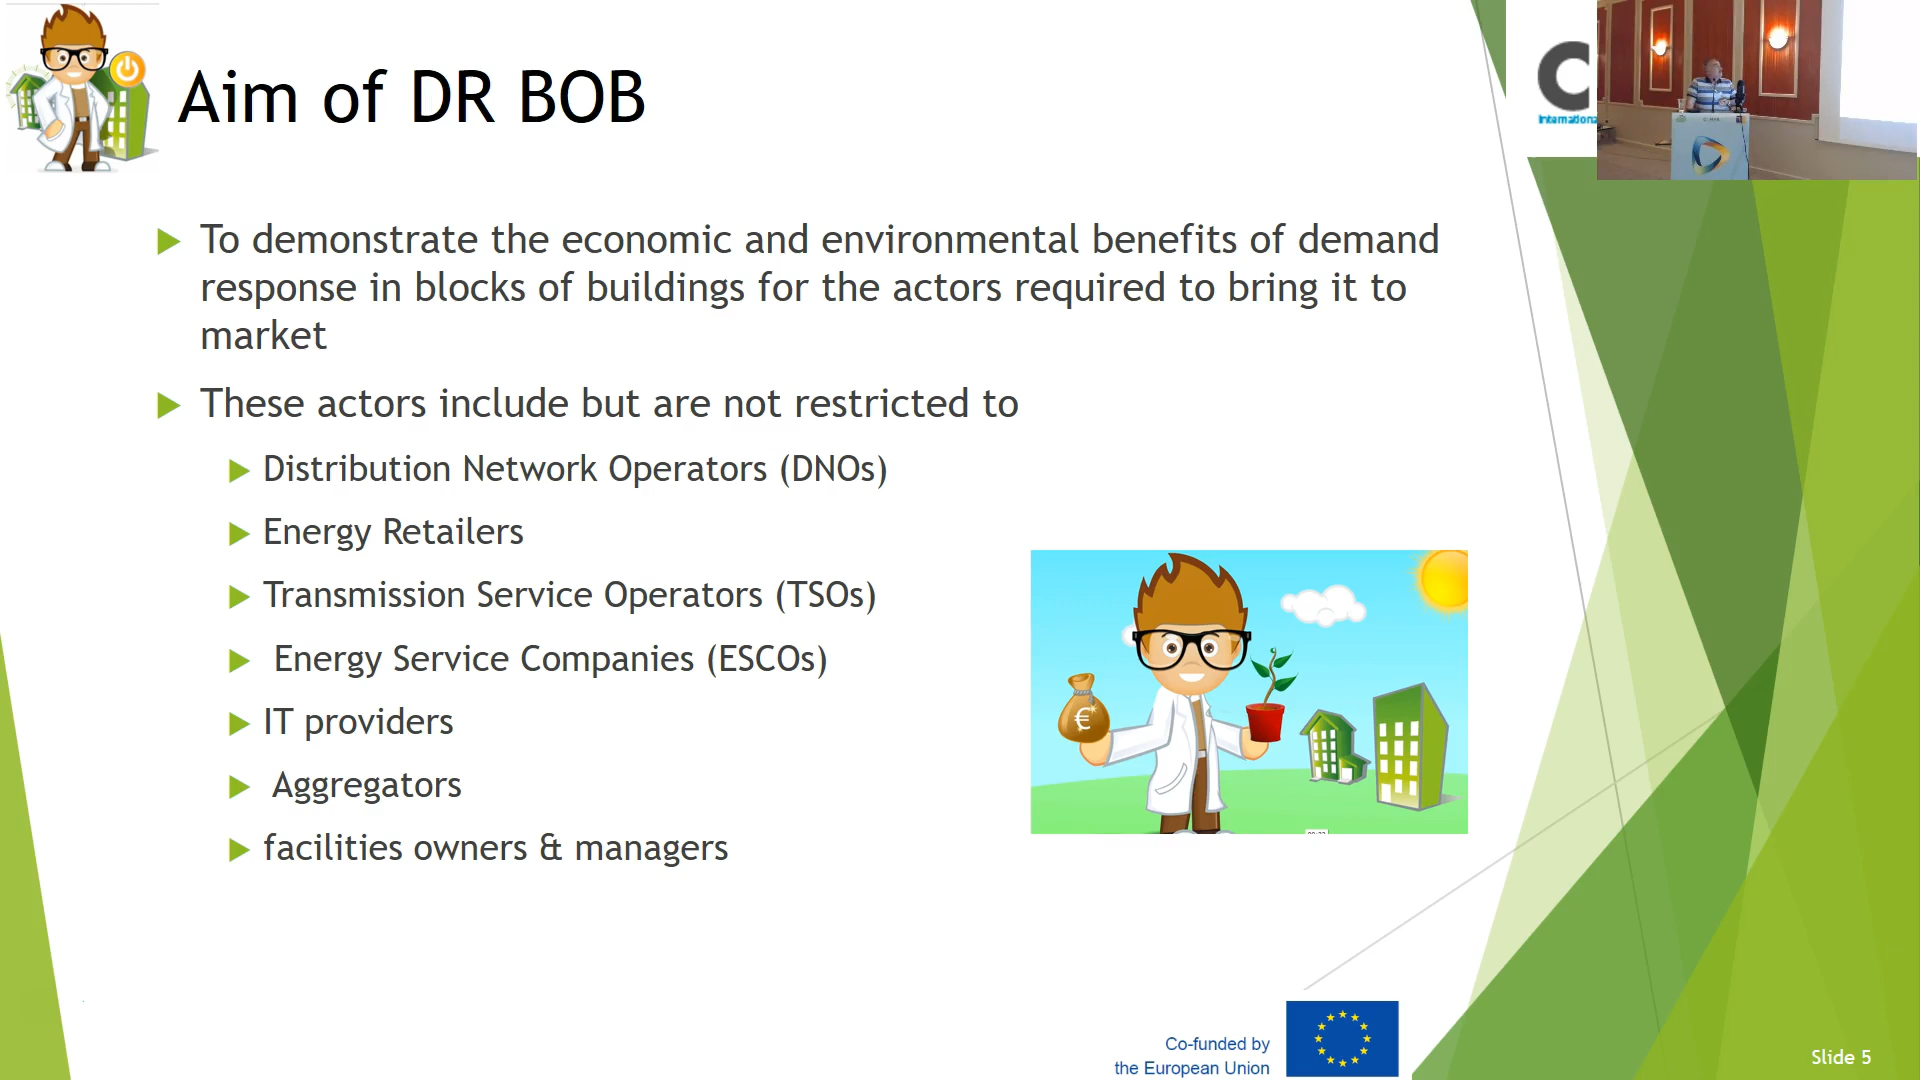 Aim of DR BOB
To demonstrate the economic and environmental benefits of demand
response in blocks of buildings for the actors required to bring it to
market
These actors include but are not restricted to
Distribution Network Operators (DNOs)
Energy Retailers
Transmission Service Operators (TSOs)
Energy Service Companies (ESCOs)
IT providers
Aggregators
facilities owners & managers
€
C
Internationa
Co-funded by
the European Union
Slide 5